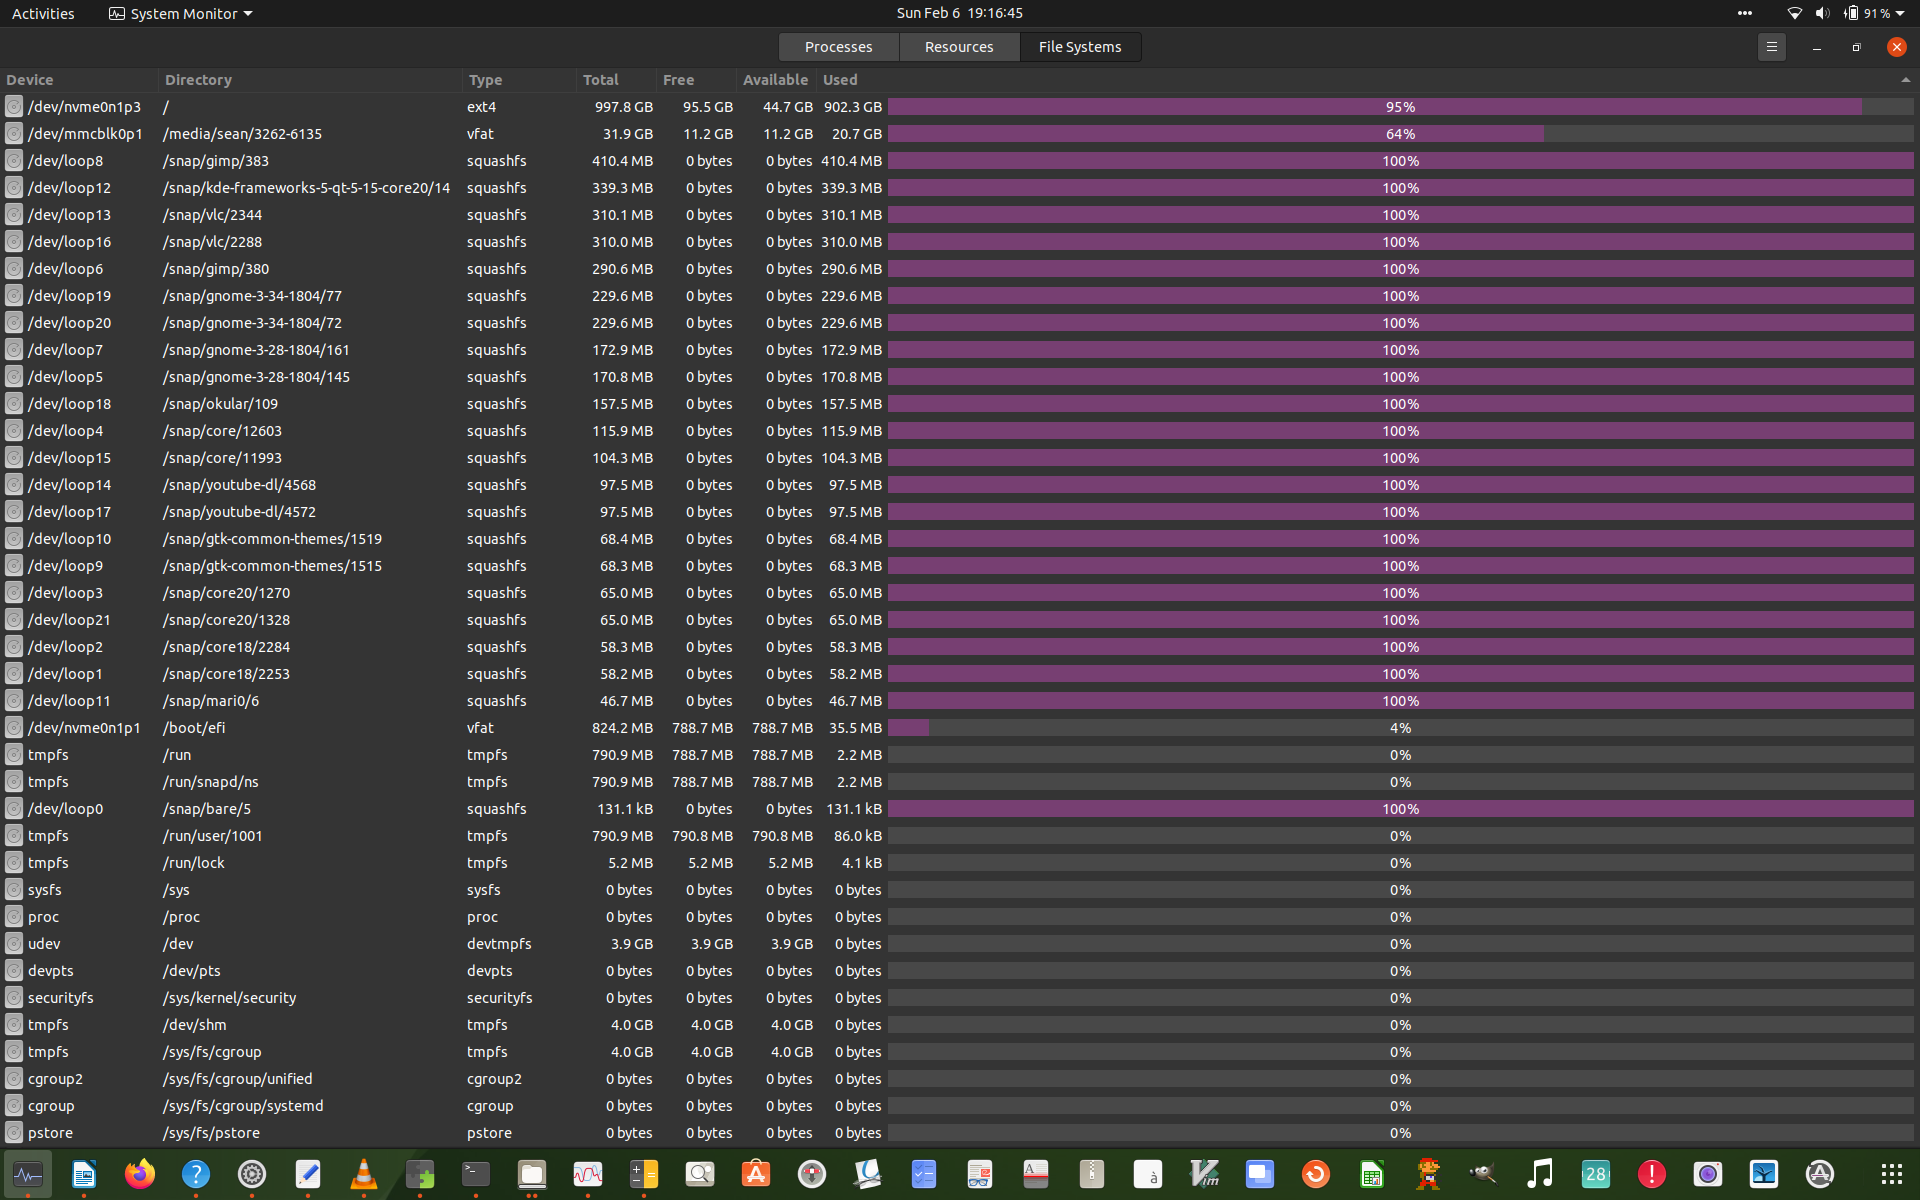 Activities System Monitor Sun Feb 6 19:16:45 91%
Processes Resources File Systems
Device Directory Type Total Free Available Used
/dev/nvme0n1p3 / ext4 997.8 GB 95.5 GB 44.7 GB 902.3 GB 95%
/dev/mmcblk0p1 /media/sean/3262-6135 vfat 31.9 GB 11.2 GB 11.2 GB 20.7 GB 64%
/dev/loop8 /snap/gimp/383 squashfs 410.4 MB 0 bytes 0 bytes 410.4 MB 100%
/dev/loop12 /snap/kde-frameworks-5-qt-5-15-core20/14 squashfs 339.3 MB 0 bytes 0 bytes 339.3 MB 100%
/dev/loop13 /snap/vlc/2344 squashfs 310.1 MB 0 bytes 0 bytes 310.1 MB 100%
/dev/loop16 /snap/vlc/2288 squashfs 310.0 MB 0 bytes 0 bytes 310.0 MB 100%
/dev/loop6 /snap/gimp/380 squashfs 290.6 MB 0 bytes 0 bytes 290.6 MB 100%
/dev/loop19 /snap/gnome-3-34-1804/77 squashfs 229.6 MB 0 bytes 0 bytes 229.6 MB 100%
/dev/loop20 /snap/gnome-3-34-1804/72 squashfs 229.6 MB 0 bytes 0 bytes 229.6 MB 100%
/dev/loop7 /snap/gnome-3-28-1804/161 squashfs 172.9 MB 0 bytes 0 bytes 172.9 MB 100%
/dev/loop5 /snap/gnome-3-28-1804/145 squashfs 170.8 MB 0 bytes 0 bytes 170.8 MB 100%
/dev/loop18 /snap/okular/109 squashfs 157.5 MB 0 bytes 0 bytes 157.5 MB 100%
/dev/loop4 /snap/core/12603 squashfs 115.9 MB 0 bytes 0 bytes 115.9 MB 100%
/dev/loop15 /snap/core/11993 squashfs 104.3 MB 0 bytes 0 bytes 104.3 MB 100%
/dev/loop14 /snap/youtube-dl/4568 squashfs 97.5 MB 0 bytes 0 bytes 97.5 MB 100%
/dev/loop17 /snap/youtube-dl/4572 squashfs 97.5 MB 0 bytes 0 bytes 97.5 MB 100%
/dev/loop10 /snap/gtk-common-themes/1519 squashfs 68.4 MB 0 bytes 0 bytes 68.4 MB 100%
/dev/loop9 /snap/gtk-common-themes/1515 squashfs 68.3 MB 0 bytes 0 bytes 68.3 MB 100%
/dev/loop3 /snap/core20/1270 squashfs 65.0 MB 0 bytes 0 bytes 65.0 MB 100%
/dev/loop21 /snap/core20/1328 squashfs 65.0 MB 0 bytes 0 bytes 65.0 MB 100%
/dev/loop2 /snap/core18/2284 squashfs 58.3 MB 0 bytes 0 bytes 58.3 MB 100%
/dev/loop1 /snap/core18/2253 squashfs 58.2 MB 0 bytes 0 bytes 58.2 MB 100%
/dev/loop11 /snap/mari0/6 squashfs 46.7 MB 0 bytes 0 bytes 46.7 MB 100%
/dev/nvme0n1p1 /boot/efi vfat 824.2 MB 788.7 MB 788.7 MB 35.5 MB 4%
tmpfs /run tmpfs 790.9 MB 788.7 MB 788.7 MB 2.2 MB 0%
tmpfs /run/snapd/ns tmpfs 790.9 MB 788.7 MB 788.7 MB 2.2 MB 0%
/dev/loop0 /snap/bare/5 squashfs 131.1 kB 0 bytes 0 bytes 131.1 kB 100%
tmpfs /run/user/1001 tmpfs 790.9 MB 790.8 MB 790.8 MB 86.0 kB 0%
tmpfs /run/lock tmpfs 5.2 MB 5.2 MB 5.2 MB 4.1 kB 0%
sysfs /sys sysfs 0 bytes 0 bytes 0 bytes 0 bytes 0%
proc /proc proc 0 bytes 0 bytes 0 bytes 0 bytes 0%
udev /dev devtmpfs 3.9 GB 3.9 GB 3.9 GB 0 bytes 0%
devpts /dev/pts devpts 0 bytes 0 bytes 0 bytes 0 bytes 0%
securityfs /sys/kernel/security securityfs 0 bytes 0 bytes 0 bytes 0 bytes 0%
tmpfs /dev/shm tmpfs 4.0 GB 4.0 GB 4.0 GB 0 bytes 0%
tmpfs /sys/fs/cgroup tmpfs 4.0 GB 4.0 GB 4.0 GB 0 bytes 0%
cgroup2 /sys/fs/cgroup/unified cgroup2 0 bytes 0 bytes 0 bytes 0 bytes 0%
cgroup /sys/fs/cgroup/systemd cgroup 0 bytes 0 bytes 0 bytes 0 bytes 0%
pstore /sys/fs/pstore pstore 0 bytes 0 bytes 0 bytes 0 bytes 0%
à Vim 28